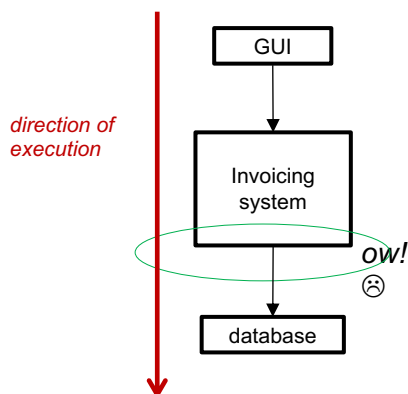 GUI
direction of
execution
Invoicing
system
ow!
☹
database